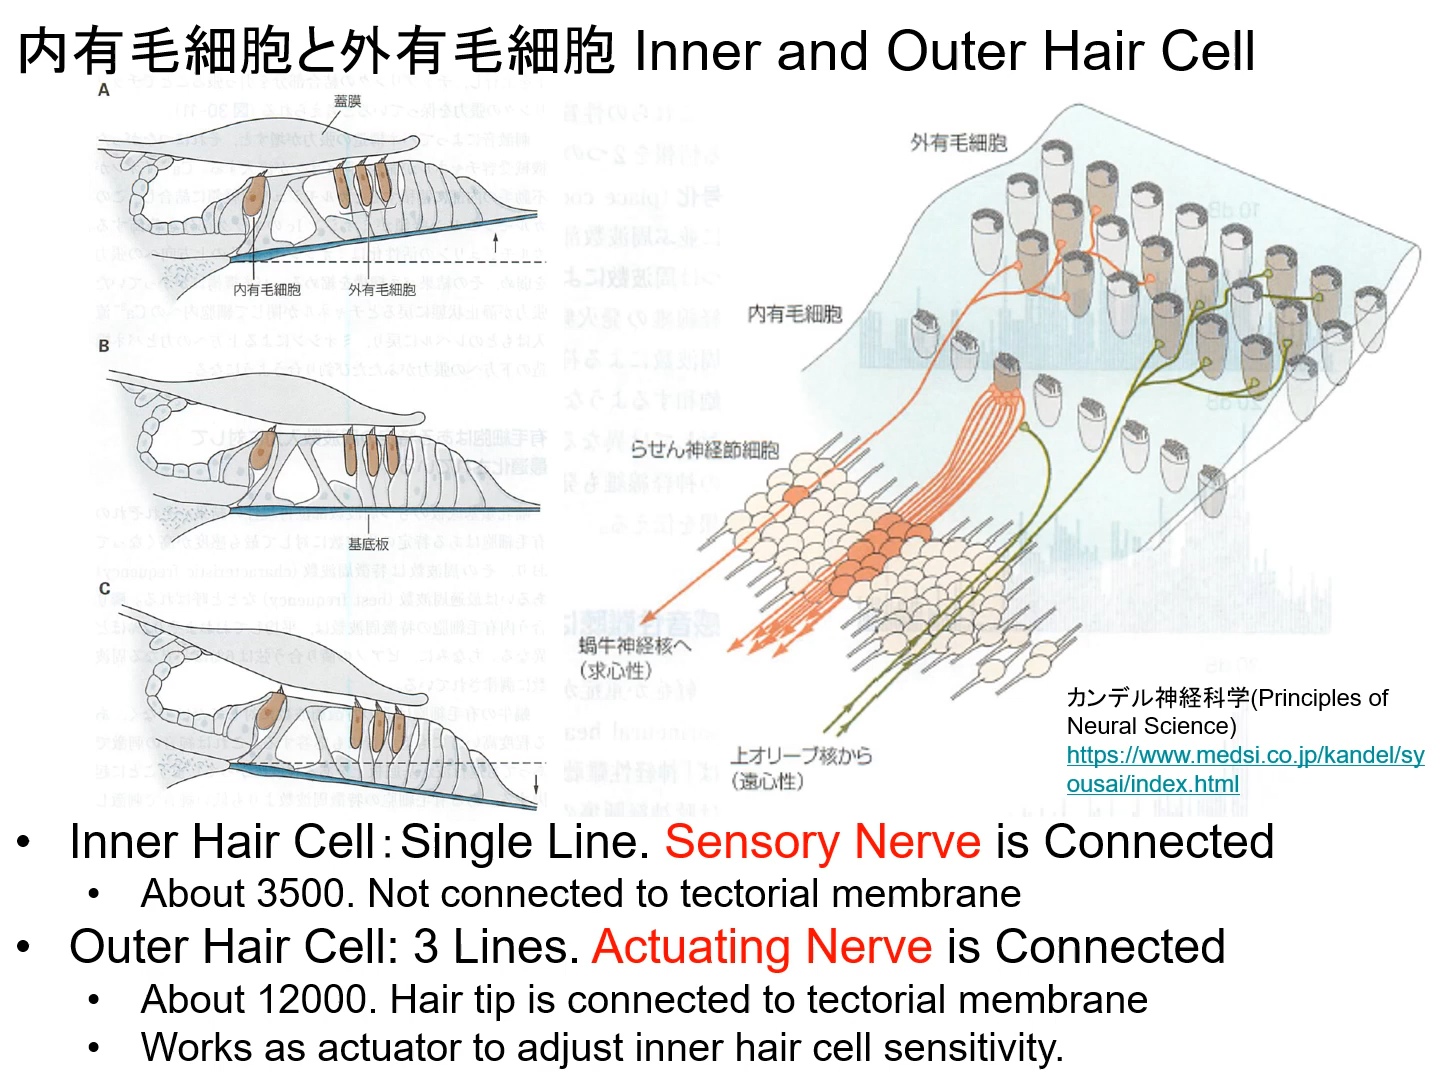 内有毛細胞と外有毛細胞 Inner and Outer Hair Cell
A
蓋膜
内有毛細胞
外有毛細胞
B
基底板
C
外有毛細胞
内有毛細胞
らせん神経節細胞
蝸牛神経核へ
(求心性)
上オリーブ核から
(遠心性)
カンデル神経科学(Principles of
Neural Science)
https://www.medsi.co.jp/kandel/sy
ousai/index.html
• Inner Hair Cell：Single Line. Sensory Nerve is Connected
• About 3500. Not connected to tectorial membrane
• Outer Hair Cell: 3 Lines. Actuating Nerve is Connected
• About 12000. Hair tip is connected to tectorial membrane
• Works as actuator to adjust inner hair cell sensitivity.